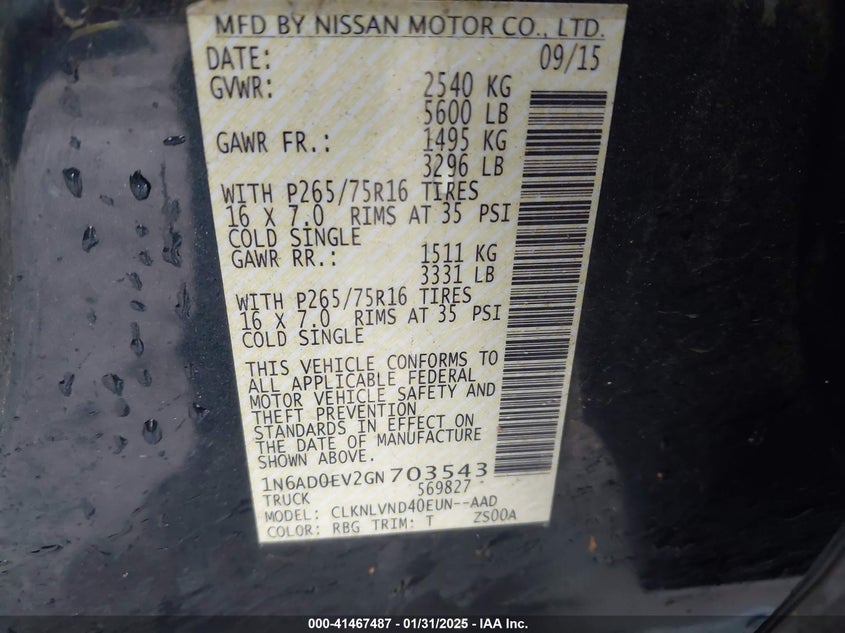 MFD BY NISSAN MOTOR CO., LTD.
DATE: 09/15
GVWR: 2540 KG
5600 LB
GAWR FR.: 1495 KG
3296 LB
WITH P265/75R16 TIRES
16 X 7.0 RIMS AT 35 PSI
COLD SINGLE
GAWR RR.: 1511 KG
3331 LB
WITH P265/75R16 TIRES
16 X 7.0 RIMS AT 35 PSI
COLD SINGLE
THIS VEHICLE CONFORMS TO
ALL APPLICABLE FEDERAL
MOTOR VEHICLE SAFETY AND
THEFT PREVENTION
STANDARDS IN EFFECT ON
THE DATE OF MANUFACTURE
SHOWN ABOVE.
1N6AD0EV2GN703543
TRUCK 569827
MODEL: CLKNLVND40EUN--AAD
COLOR: RBG TRIM: T ZS00A
000-41467487 - 01/31/2025 - IAA Inc.